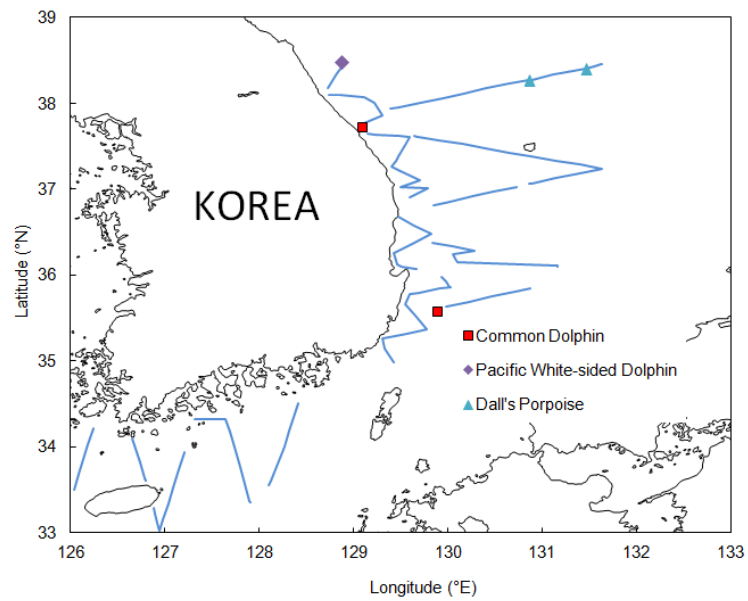 39
38
37
36
35
34
33
Latitude (°N)
KOREA
Common Dolphin
Pacific White-sided Dolphin
Dall's Porpoise
126 127 128 129 130 131 132 133
Longitude (°E)